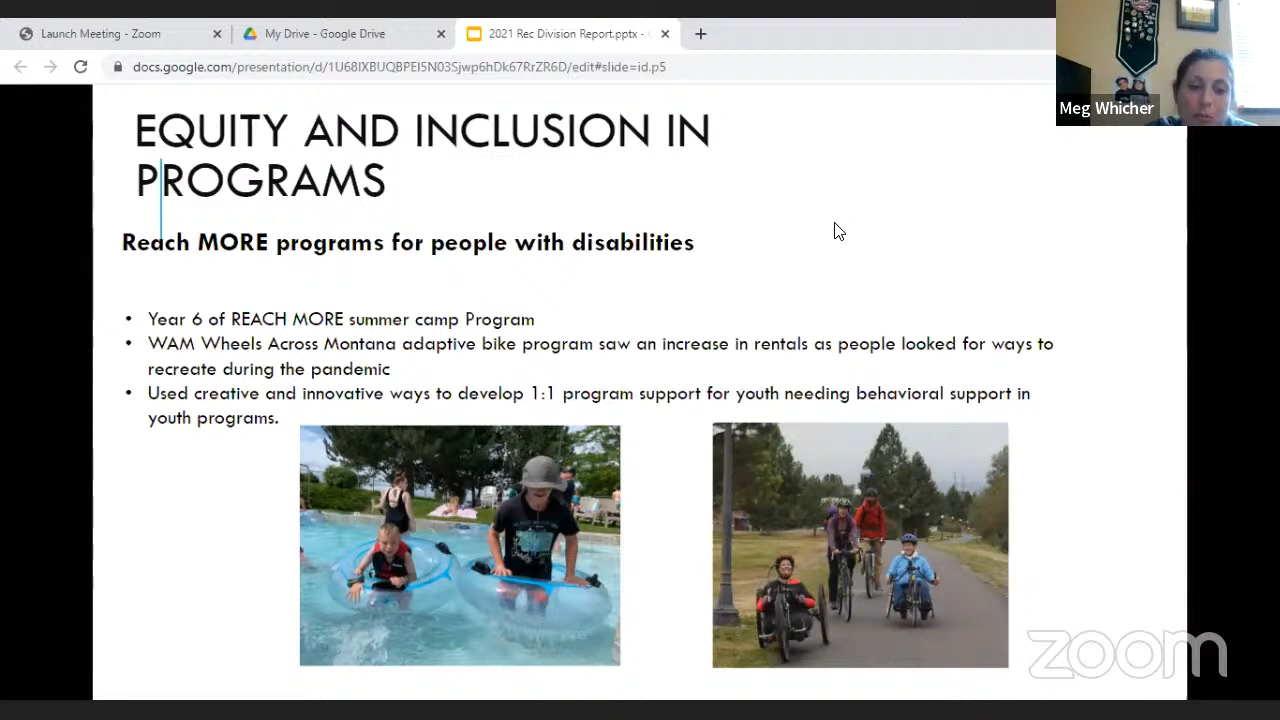 Launch Meeting - Zoom
My Drive - Google Drive
2021 Rec Division Report.pptx -
docs.google.com/presentation/d/1U68IXBUQBPEI5N03Sjwp6hDk67RrZR6D/edit#slide=id.p5
Meg Whicher
EQUITY AND INCLUSION IN
PROGRAMS
Reach MORE programs for people with disabilities
• Year 6 of REACH MORE summer camp Program
• WAM Wheels Across Montana adaptive bike program saw an increase in rentals as people looked for ways to
recreate during the pandemic
• Used creative and innovative ways to develop 1:1 program support for youth needing behavioral support in
youth programs.
zoom